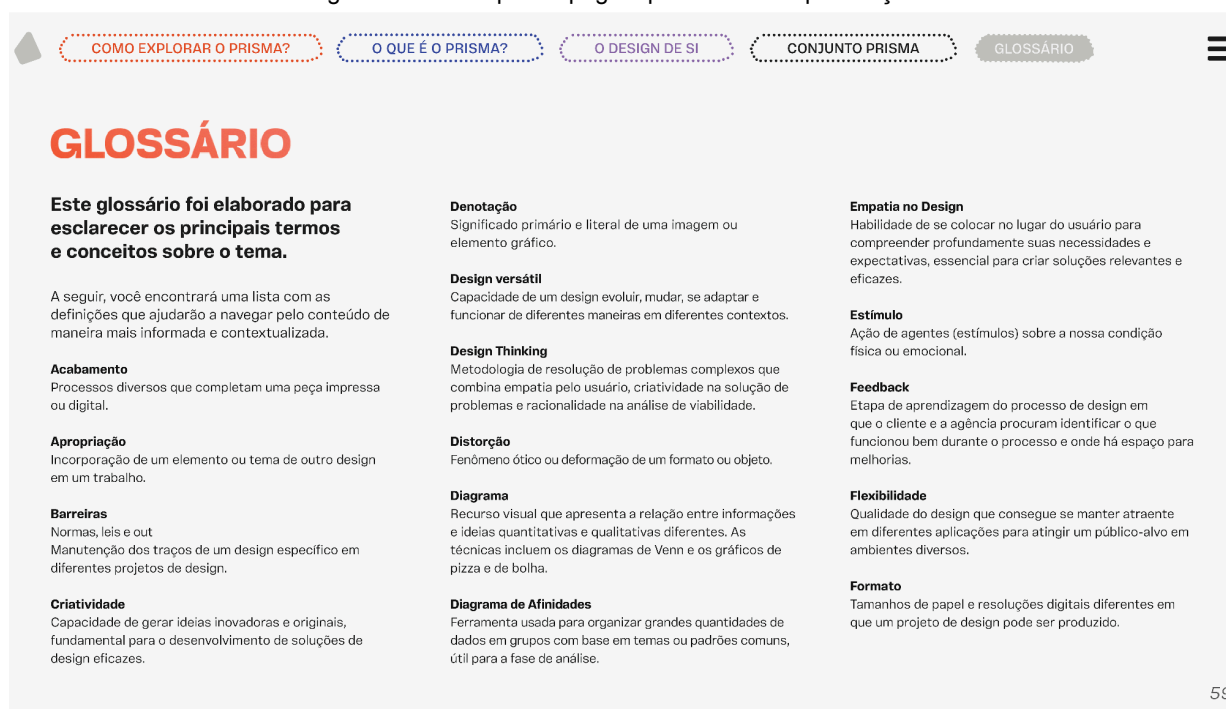 COMO EXPLORAR O PRISMA?
O QUE É O PRISMA?
O DESIGN DE SI
CONJUNTO PRISMA
GLOSSÁRIO
GLOSSÁRIO
Este glossário foi elaborado para
esclarecer os principais termos
e conceitos sobre o tema.
A seguir, você encontrará uma lista com as
definições que ajudarão a navegar pelo conteúdo de
maneira mais informada e contextualizada.
Acabamento
Processos diversos que completam uma peça impressa
ou digital.
Apropriação
Incorporação de um elemento ou tema de outro design
em um trabalho.
Barreiras
Normas, leis e out
Manutenção dos traços de um design específico em
diferentes projetos de design.
Criatividade
Capacidade de gerar ideias inovadoras e originais,
fundamental para o desenvolvimento de soluções de
design eficazes.
Denotação
Significado primário e literal de uma imagem ou
elemento gráfico.
Design versátil
Capacidade de um design evoluir, mudar, se adaptar e
funcionar de diferentes maneiras em diferentes contextos.
Design Thinking
Metodologia de resolução de problemas complexos que
combina empatia pelo usuário, criatividade na solução de
problemas e racionalidade na análise de viabilidade.
Distorção
Fenômeno ótico ou deformação de um formato ou objeto.
Diagrama
Recurso visual que apresenta a relação entre informações
e ideias quantitativas e qualitativas diferentes. As
técnicas incluem os diagramas de Venn e os gráficos de
pizza e de bolha.
Diagrama de Afinidades
Ferramenta usada para organizar grandes quantidades de
dados em grupos com base em temas ou padrões comuns,
útil para a fase de análise.
Empatia no Design
Habilidade de se colocar no lugar do usuário para
compreender profundamente suas necessidades e
expectativas, essencial para criar soluções relevantes e
eficazes.
Estímulo
Ação de agentes (estímulos) sobre a nossa condição
física ou emocional.
Feedback
Etapa de aprendizagem do processo de design em
que o cliente e a agência procuram identificar o que
funcionou bem durante o processo e onde há espaço para
melhorias.
Flexibilidade
Qualidade do design que consegue se manter atraente
em diferentes aplicações para atingir um público-alvo em
ambientes diversos.
Formato
Tamanhos de papel e resoluções digitais diferentes em
que um projeto de design pode ser produzido.
59